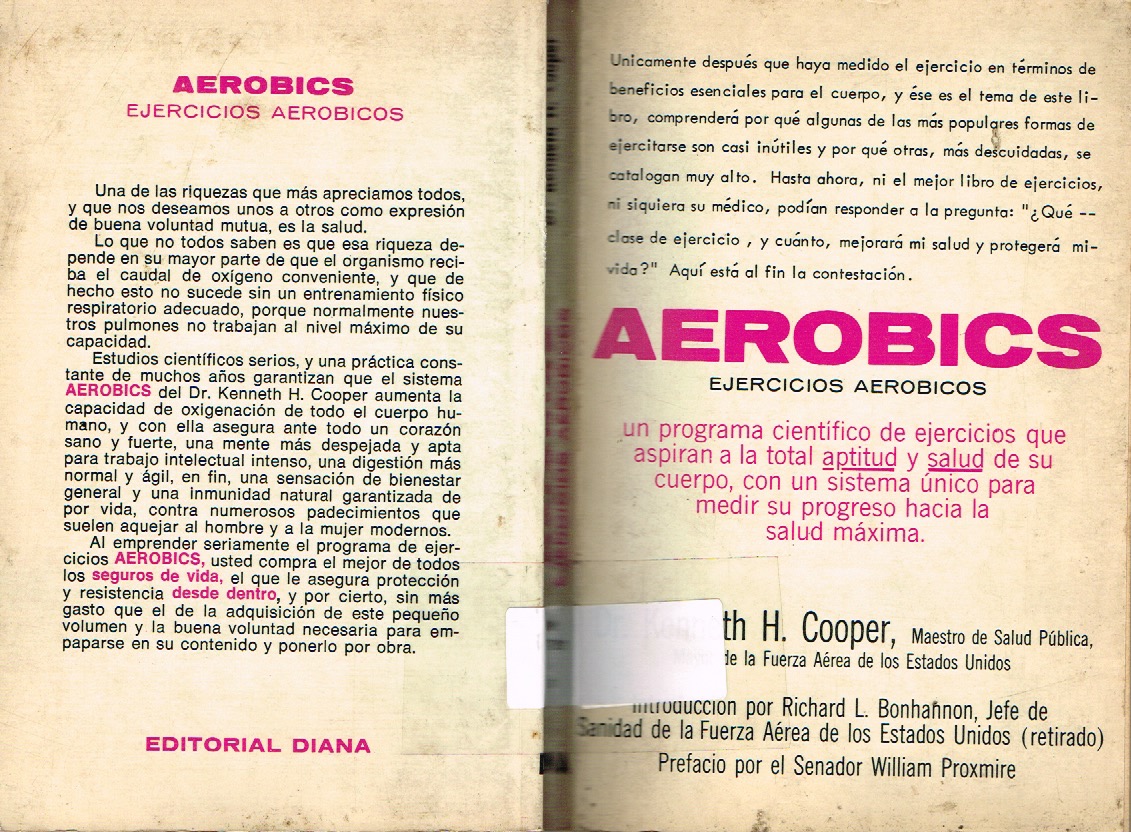 AEROBICS
EJERCICIOS AEROBICOS
Una de las riquezas que más apreciamos todos,
y que nos deseamos unos a otros como expresión
de buena voluntad mutua, es la salud.
Lo que no todos saben es que esa riqueza de-
pende en su mayor parte de que el organismo reci-
ba el caudal de oxígeno conveniente, y que de
hecho esto no sucede sin un entrenamiento físico
respiratorio adecuado, porque normalmente nues-
tros pulmones no trabajan al nivel máximo de su
capacidad.
Estudios científicos serios, y una práctica cons-
tante de muchos años garantizan que el sistema
AEROBICS del Dr. Kenneth H. Cooper aumenta la
capacidad de oxigenación de todo el cuerpo hu-
mano, y con ella asegura ante todo un corazón
sano y fuerte, una mente más despejada y apta
para trabajo intelectual intenso, una digestión más
normal y ágil, en fin, una sensación de bienestar
general y una inmunidad natural garantizada de
por vida, contra numerosos padecimientos que
suelen aquejar al hombre y a la mujer modernos.
Al emprender seriamente el programa de ejer-
cicios AEROBICS, usted compra el mejor de todos
los seguros de vida, el que le asegura protección
y resistencia desde dentro, y por cierto, sin más
gasto que el de la adquisición de este pequeño
volumen y la buena voluntad necesaria para em-
paparse en su contenido y ponerlo por obra.
EDITORIAL DIANA
Unicamente después que haya medido el ejercicio en términos de
beneficios esenciales para el cuerpo, y ése es el tema de este li-
bro, comprenderá por qué algunas de las más populares formas de
ejercitarse son casi inútiles y por qué otras, más descuidadas, se
catalogan muy alto. Hasta ahora, ni el mejor libro de ejercicios,
ni siquiera su médico, podían responder a la pregunta: "¿Qué --
clase de ejercicio , y cuánto, mejorará mi salud y protegerá mi-
vida?" Aquí está al fin la contestación.
AEROBICS
EJERCICIOS AEROBICOS
un programa científico de ejercicios que
aspiran a la total aptitud y salud de su
cuerpo, con un sistema único para
medir su progreso hacia la
salud máxima.
Kenneth H. Cooper, Maestro de Salud Pública,
de la Fuerza Aérea de los Estados Unidos
Introducción por Richard L. Bonhannon, Jefe de
Sanidad de la Fuerza Aérea de los Estados Unidos (retirado)
Prefacio por el Senador William Proxmire